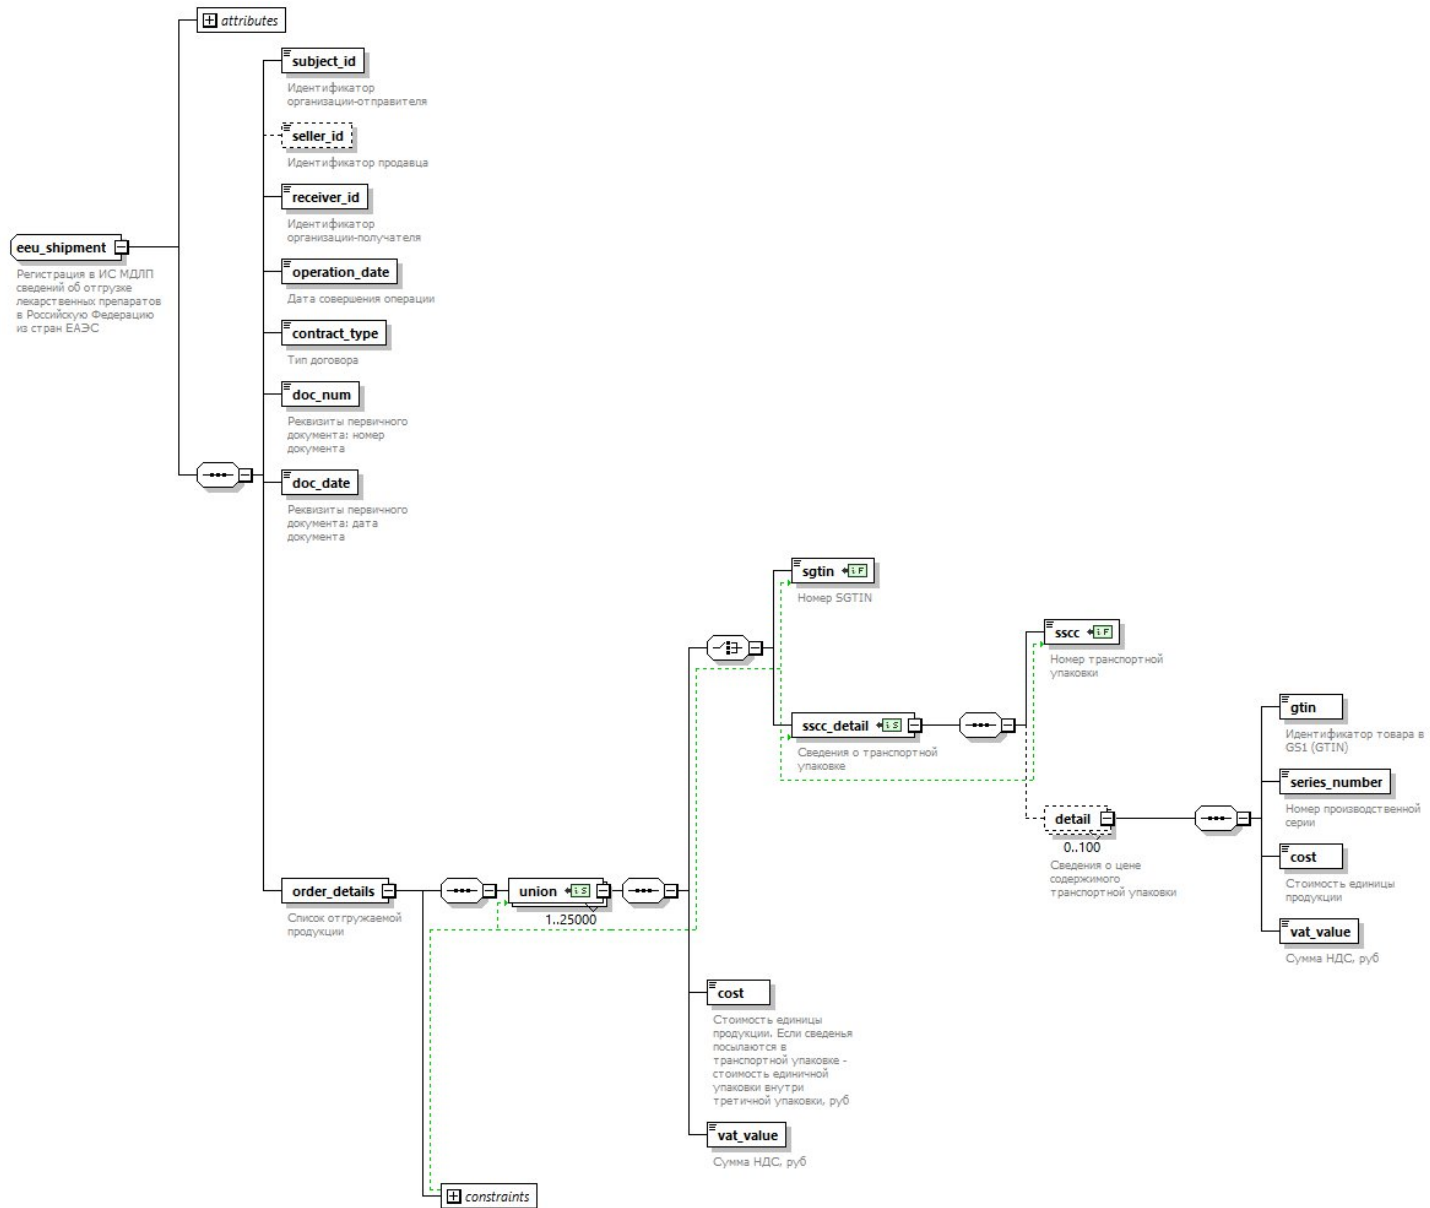 attributes
subject_id
Идентификатор
организации-отправителя
seller_id
Идентификатор продавца
receiver_id
Идентификатор
организации-получателя
eeu_shipment
Регистрация в ИС МДЛП
сведений об отгрузке
лекарственных препаратов
в Российскую Федерацию
из стран ЕАЭС
operation_date
Дата совершения операции
contract_type
Тип договора
doc_num
Реквизиты первичного
документа: номер
документа
doc_date
Реквизиты первичного
документа: дата
документа
order_details
Список отгружаемой
продукции
union iS
1..25000
sgtin iF
Номер SGTIN
sscc_detail iS
Сведения о транспортной
упаковке
sscc iF
Номер транспортной
упаковки
detail
0..100
Сведения о цене
содержимого
транспортной упаковки
gtin
Идентификатор товара в
GS1 (GTIN)
series_number
Номер производственной
серии
cost
Стоимость единицы
продукции
vat_value
Сумма НДС, руб
cost
Стоимость единицы
продукции. Если сведенья
посылаются в
транспортной упаковке -
стоимость единичной
упаковки внутри
третичной упаковки, руб
vat_value
Сумма НДС, руб
constraints